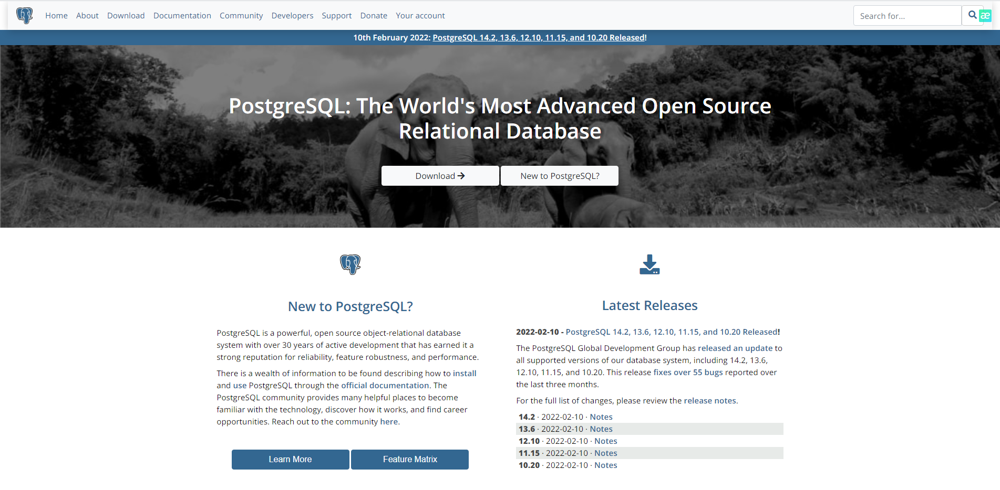 Home About Download Documentation Community Developers Support Donate Your account
Search for...
æ
10th February 2022: PostgreSQL 14.2, 13.6, 12.10, 11.15, and 10.20 Released!
PostgreSQL: The World's Most Advanced Open Source
Relational Database
Download
New to PostgreSQL?
New to PostgreSQL?
PostgreSQL is a powerful, open source object-relational database
system with over 30 years of active development that has earned it a
strong reputation for reliability, feature robustness, and performance.
There is a wealth of information to be found describing how to install
and use PostgreSQL through the official documentation. The
PostgreSQL community provides many helpful places to become
familiar with the technology, discover how it works, and find career
opportunities. Reach out to the community here.
Learn More
Feature Matrix
Latest Releases
2022-02-10 - PostgreSQL 14.2, 13.6, 12.10, 11.15, and 10.20 Released!
The PostgreSQL Global Development Group has released an update to
all supported versions of our database system, including 14.2, 13.6,
12.10, 11.15, and 10.20. This release fixes over 55 bugs reported over
the last three months.
For the full list of changes, please review the release notes.
14.2 · 2022-02-10 · Notes
13.6 · 2022-02-10 · Notes
12.10 · 2022-02-10 · Notes
11.15 · 2022-02-10 · Notes
10.20 · 2022-02-10 · Notes